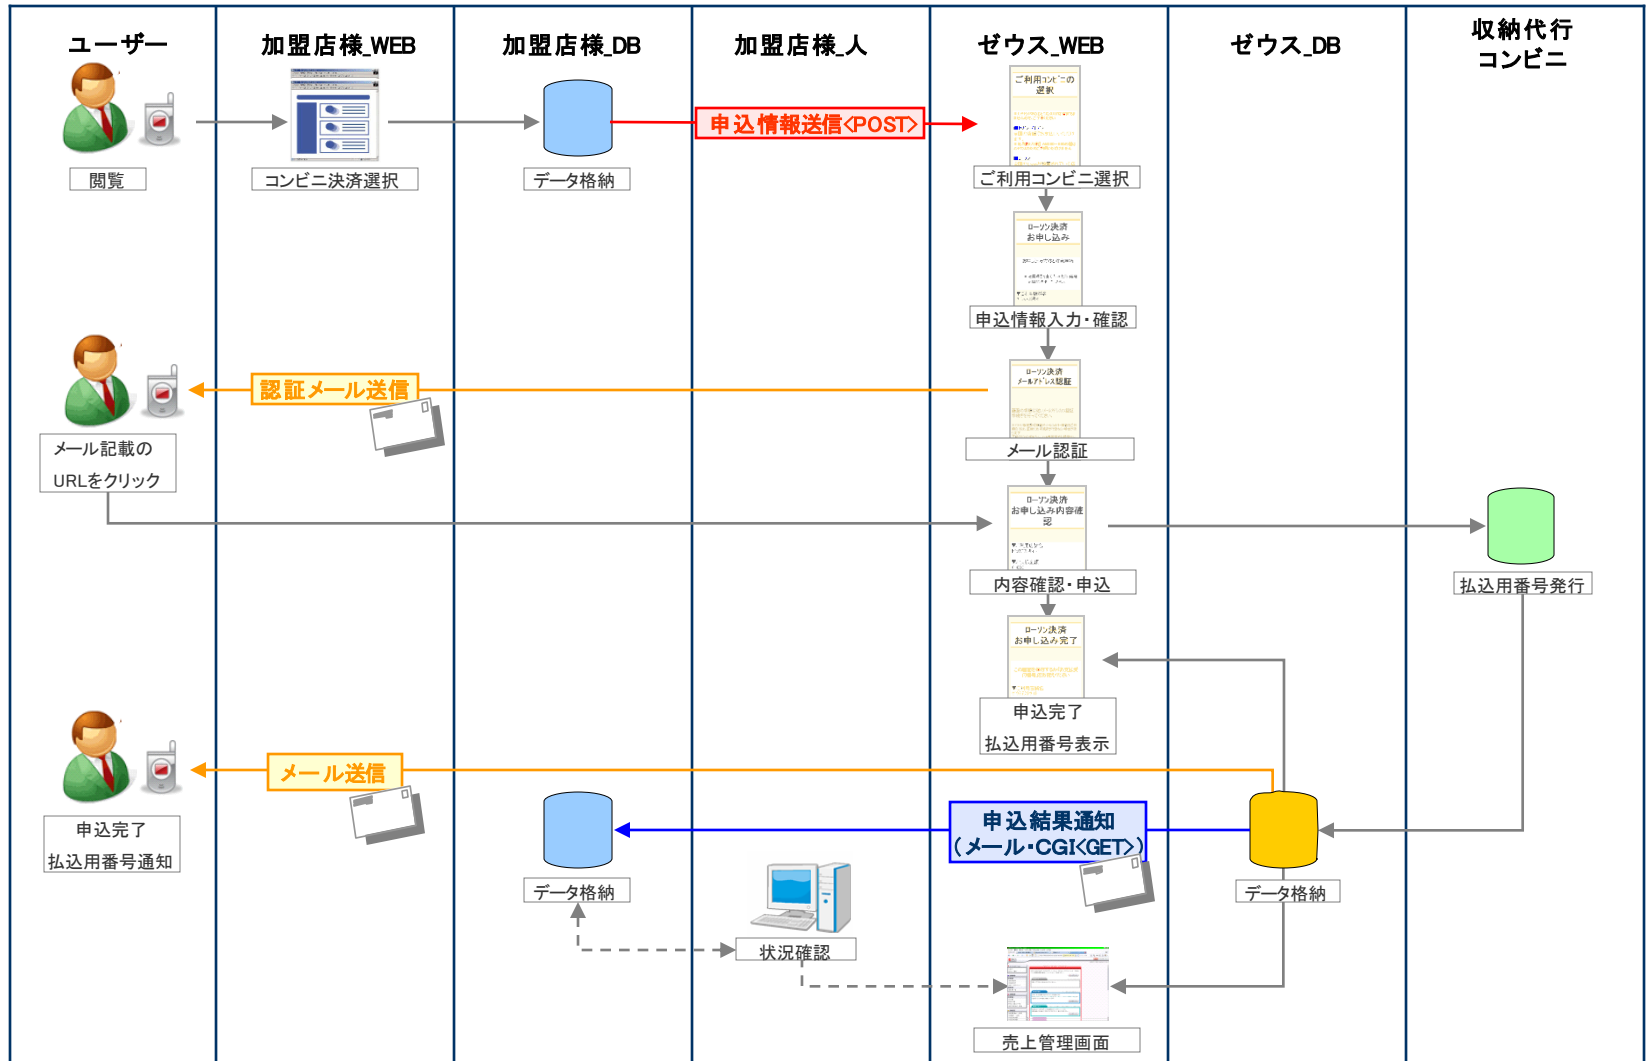 ユーザー
加盟店様_WEB
加盟店様_DB
加盟店様_人
ゼウス_WEB
ゼウス_DB
収納代行
コンビニ
閲覧
コンビニ決済選択
データ格納
申込情報送信<POST>
ご利用コンビニの
選択
ご利用コンビニ選択
ローソン決済
お申し込み
申込情報入力・確認
認証メール送信
ローソン決済
メールアドレス認証
メール認証
メール記載の
URLをクリック
ローソン決済
お申し込み内容確
認
内容確認・申込
払込用番号発行
ローソン決済
お申し込み完了
申込完了
払込用番号表示
メール送信
申込完了
払込用番号通知
データ格納
申込結果通知
(メール・CGI<GET>)
データ格納
状況確認
売上管理画面